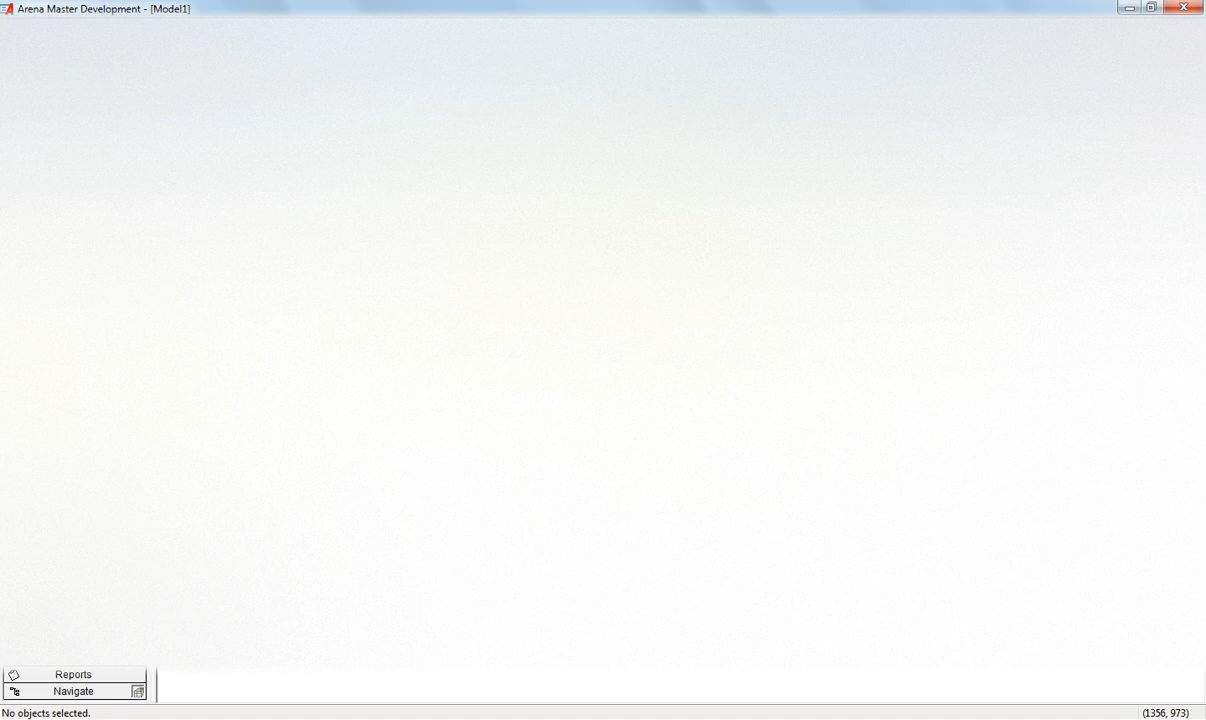 Arena Master Development - [Model1]
Reports
Navigate
No objects selected.
(1356, 973)